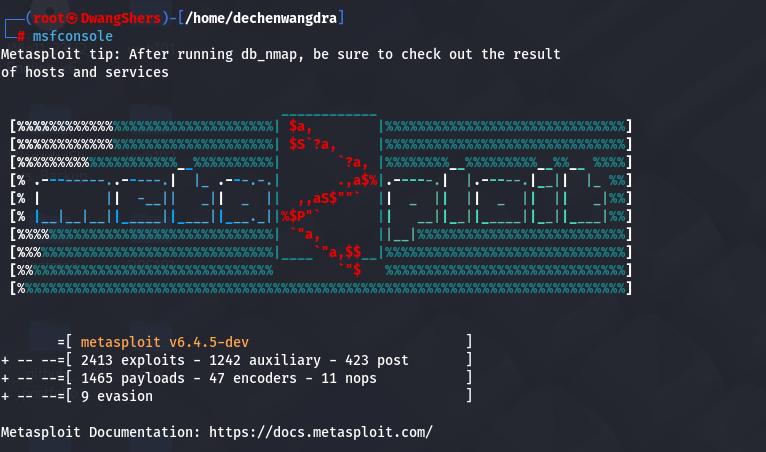 (root㉿DwangShers)-[/home/dechenwangdra]
# msfconsole
Metasploit tip: After running db_nmap, be sure to check out the result
of hosts and services
=[ metasploit v6.4.5-dev ]
+ -- --=[ 2413 exploits - 1242 auxiliary - 423 post ]
+ -- --=[ 1465 payloads - 47 encoders - 11 nops ]
+ -- --=[ 9 evasion ]
Metasploit Documentation: https://docs.metasploit.com/